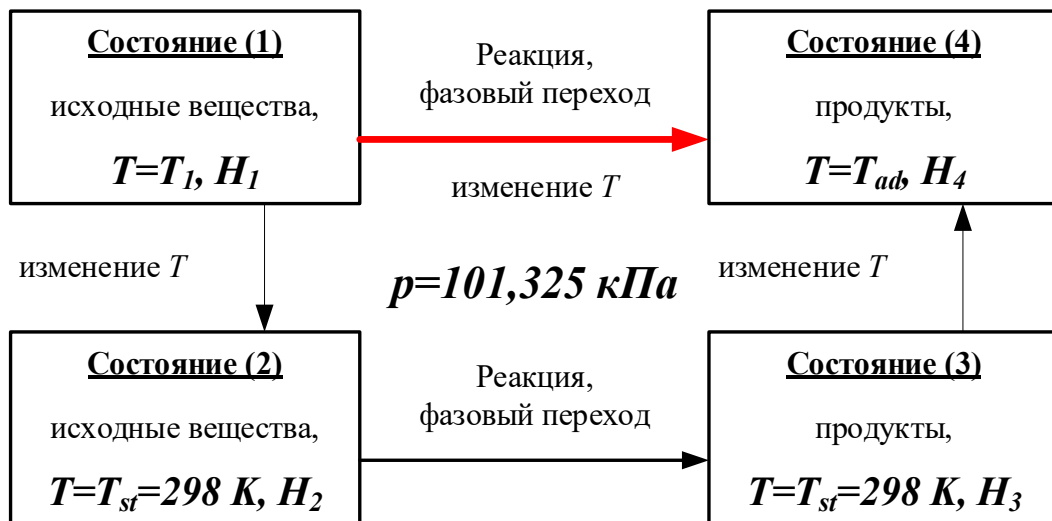 Состояние (1)
исходные вещества,
T=T1, H1
Реакция,
фазовый переход
изменение T
Состояние (4)
продукты,
T=Tad, H4
изменение T
p=101,325 кПа
изменение T
Состояние (2)
исходные вещества,
T=Tst=298 K, H2
Реакция,
фазовый переход
Состояние (3)
продукты,
T=Tst=298 K, H3